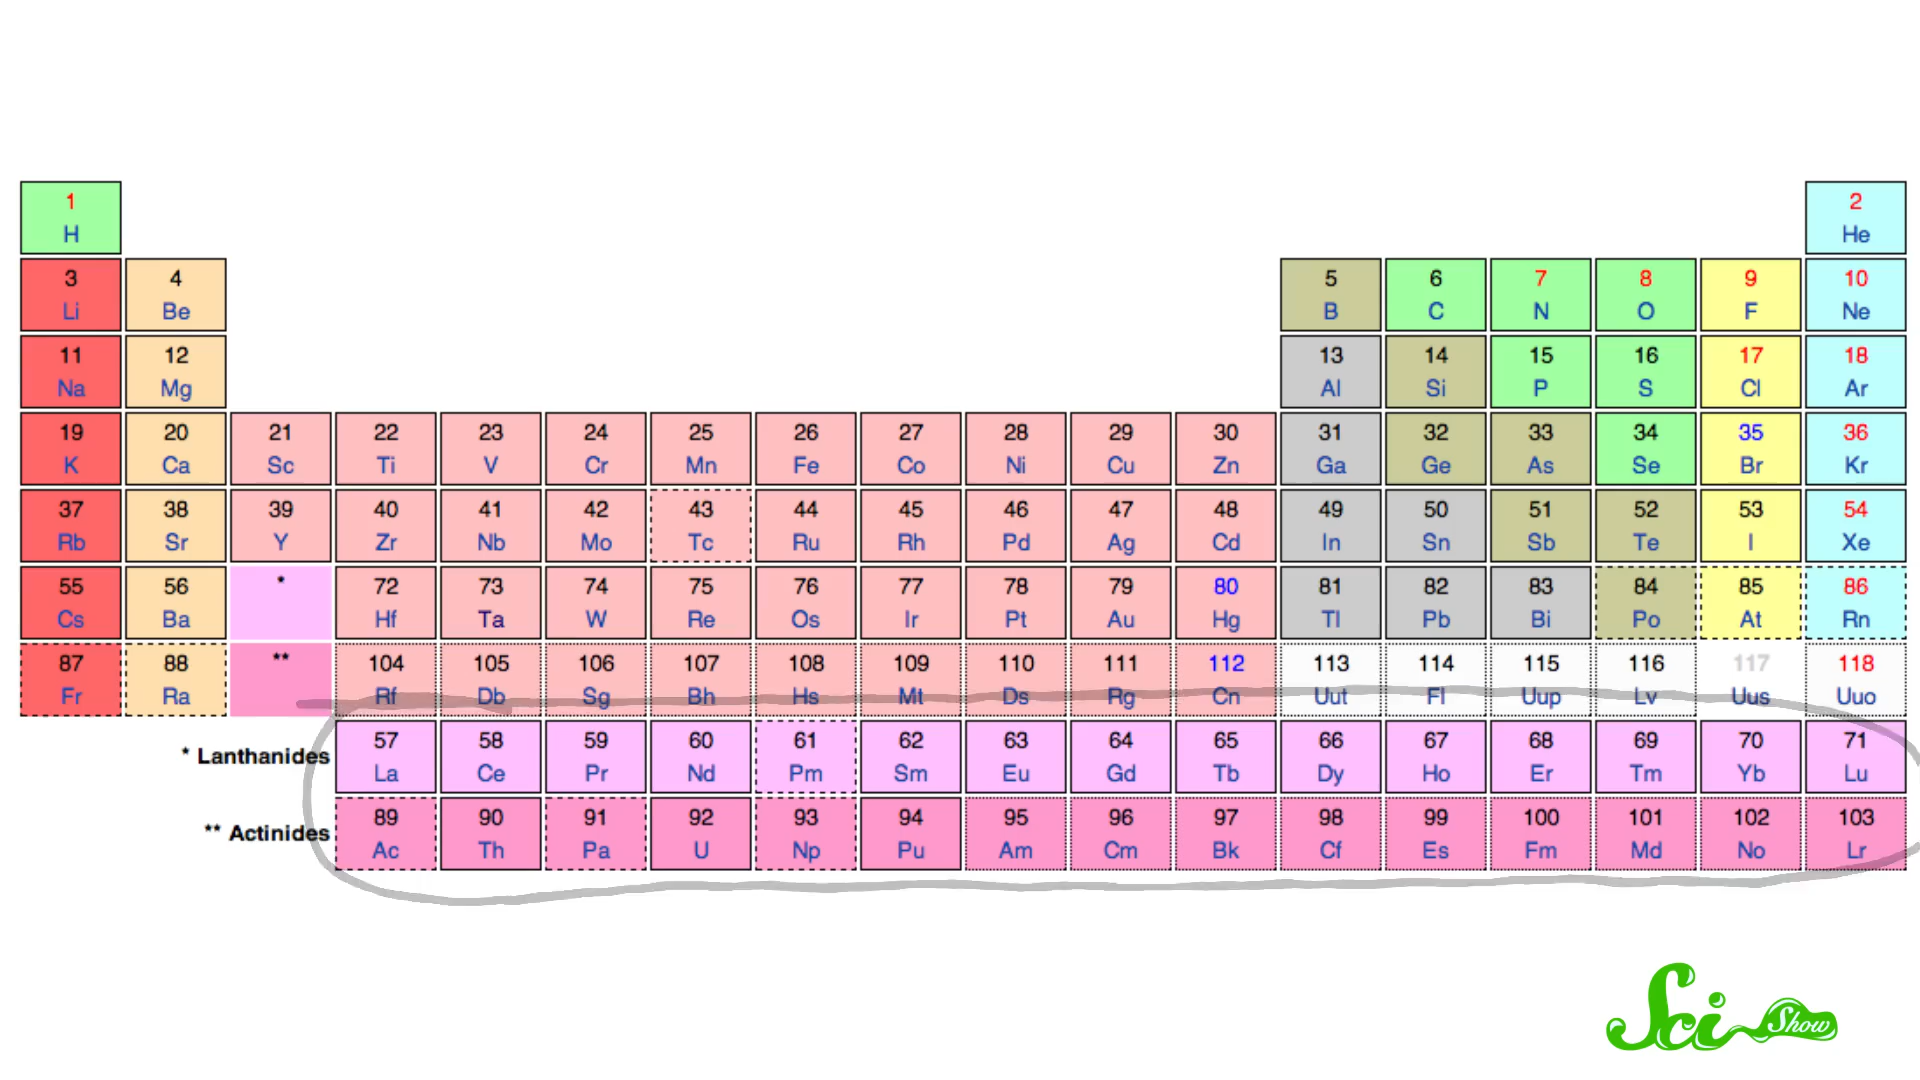 1 2
H He
3 4 5 6 7 8 9 10
Li Be B C N O F Ne
11 12 13 14 15 16 17 18
Na Mg Al Si P S Cl Ar
19 20 21 22 23 24 25 26 27 28 29 30 31 32 33 34 35 36
K Ca Sc Ti V Cr Mn Fe Co Ni Cu Zn Ga Ge As Se Br Kr
37 38 39 40 41 42 43 44 45 46 47 48 49 50 51 52 53 54
Rb Sr Y Zr Nb Mo Tc Ru Rh Pd Ag Cd In Sn Sb Te I Xe
55 56 * 72 73 74 75 76 77 78 79 80 81 82 83 84 85 86
Cs Ba Hf Ta W Re Os Ir Pt Au Hg Tl Pb Bi Po At Rn
87 88 ** 104 105 106 107 108 109 110 111 112 113 114 115 116 117 118
Fr Ra Rf Db Sg Bh Hs Mt Ds Rg Cn Uut Fl Uup Lv Uus Uuo
* Lanthanides 57 58 59 60 61 62 63 64 65 66 67 68 69 70 71
La Ce Pr Nd Pm Sm Eu Gd Tb Dy Ho Er Tm Yb Lu
** Actinides 89 90 91 92 93 94 95 96 97 98 99 100 101 102 103
Ac Th Pa U Np Pu Am Cm Bk Cf Es Fm Md No Lr
Sci Show